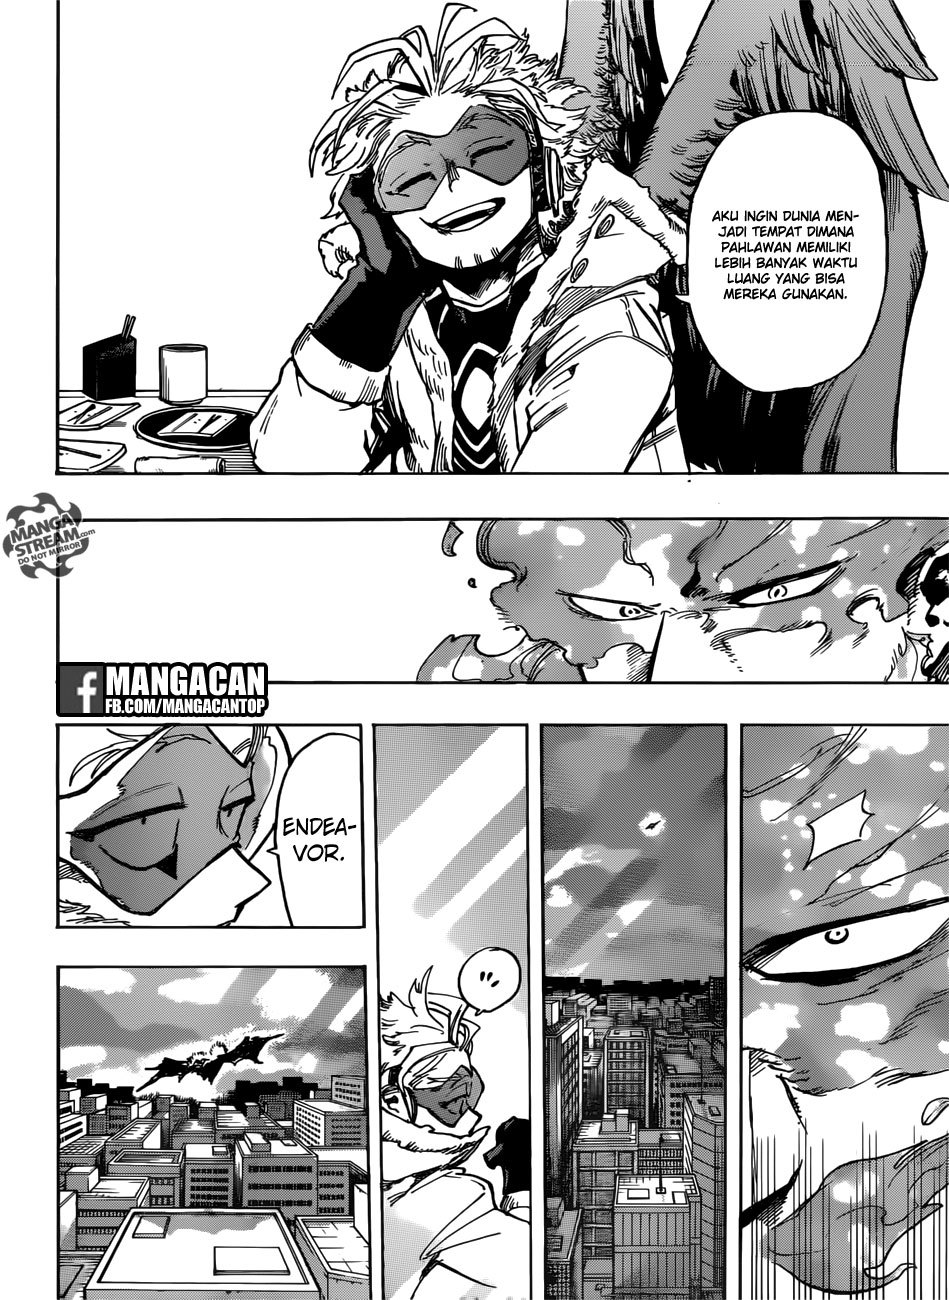 AKU INGIN DUNIA MEN-
JADI TEMPAT DIMANA
PAHLAWAN MEMILIKI
LEBIH BANYAK WAKTU
LUANG YANG BISA
MEREKA GUNAKAN.
MANGA
STREAM.com
DO NOT MIRROR
f MANGACAN
FB.COM/MANGACANTOP
ENDEA-
VOR.
"